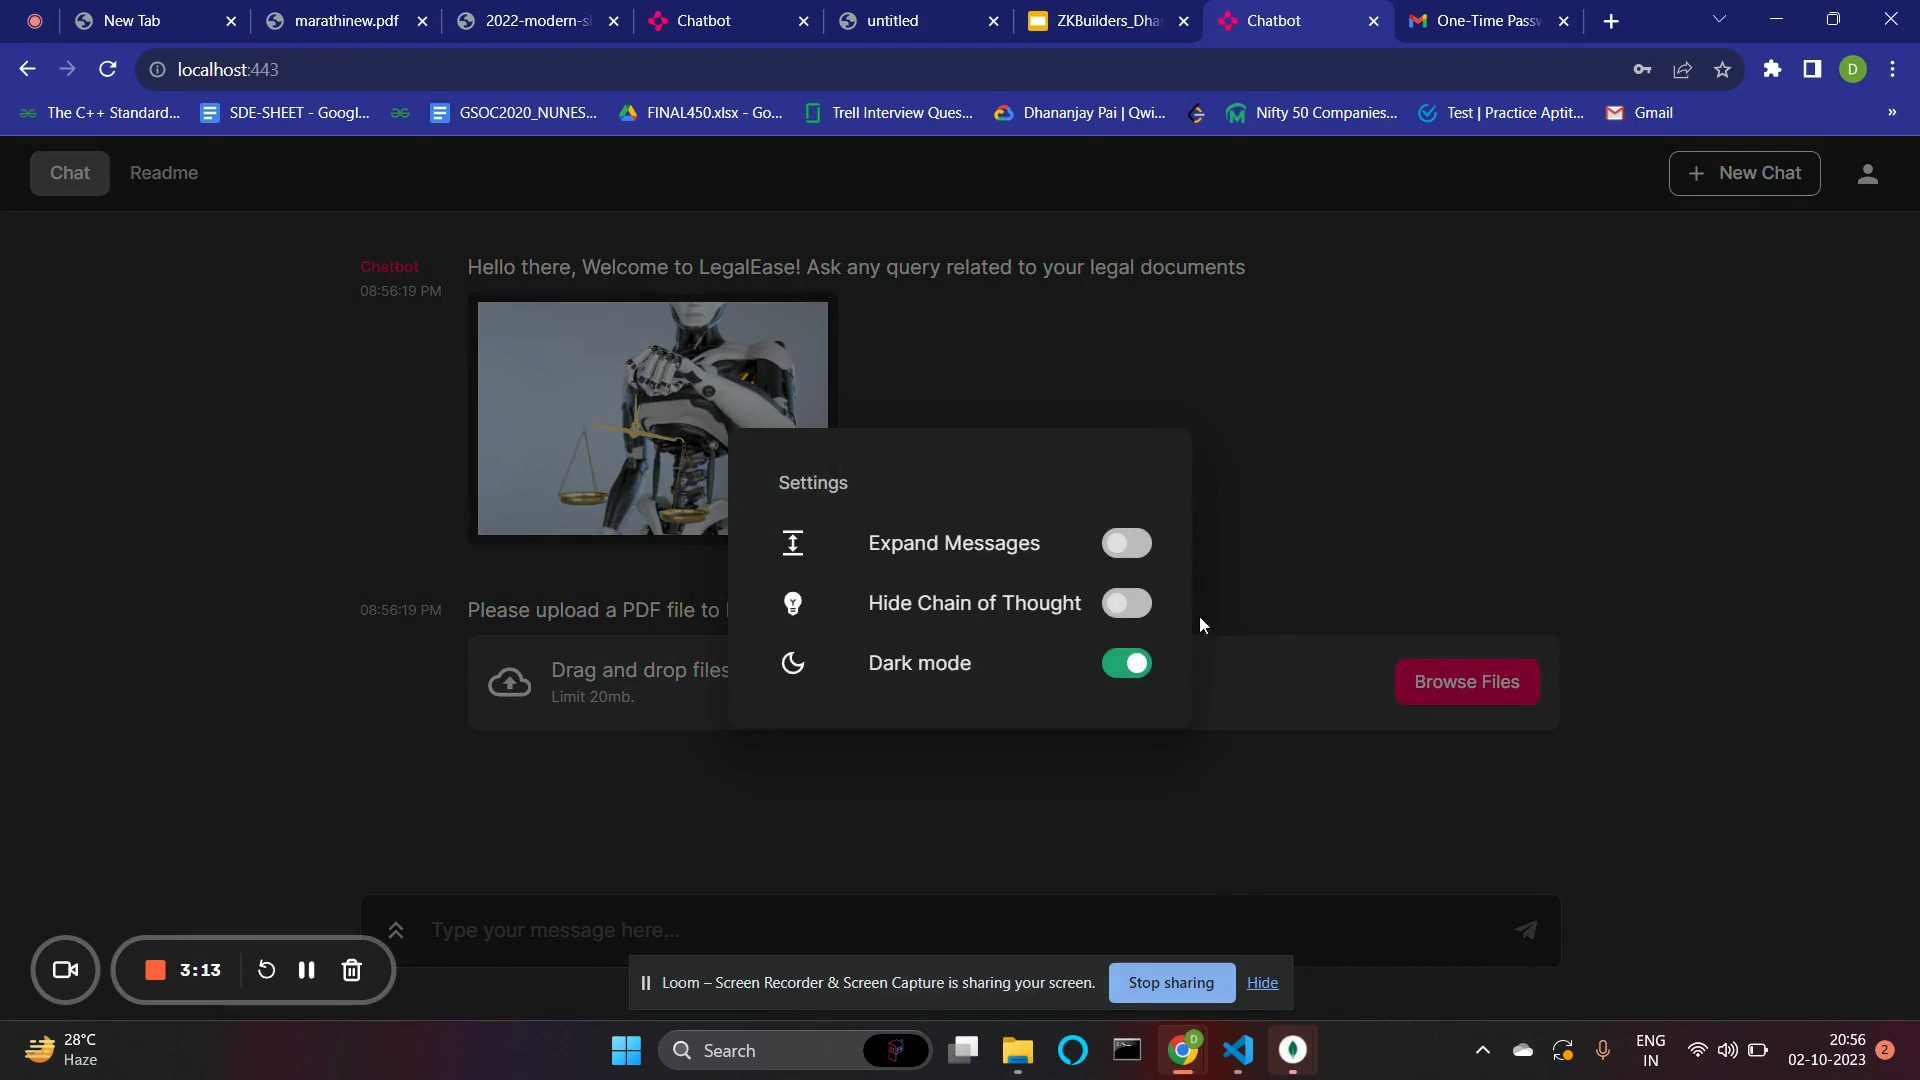 New Tab
marathinew.pdf
2022-modern-sl
Chatbot
untitled
ZKBuilders_Dha
Chatbot
One-Time Passw
localhost:443
D
The C++ Standard...
SDE-SHEET - Googl...
GSOC2020_NUNES...
FINAL450.xlsx - Go...
Trell Interview Ques...
Dhananjay Pai | Qwi...
Nifty 50 Companies...
Test | Practice Aptit...
Gmail
»
Chat
Readme
+ New Chat
Chatbot
08:56:19 PM
Hello there, Welcome to LegalEase! Ask any query related to your legal documents
Settings
Expand Messages
Hide Chain of Thought
Dark mode
08:56:19 PM
Please upload a PDF file to
Drag and drop files
Limit 20mb.
Browse Files
Type your message here...
3:13
Loom – Screen Recorder & Screen Capture is sharing your screen.
Stop sharing
Hide
28°C
Haze
Search
D
ENG
IN
20:56
02-10-2023
2